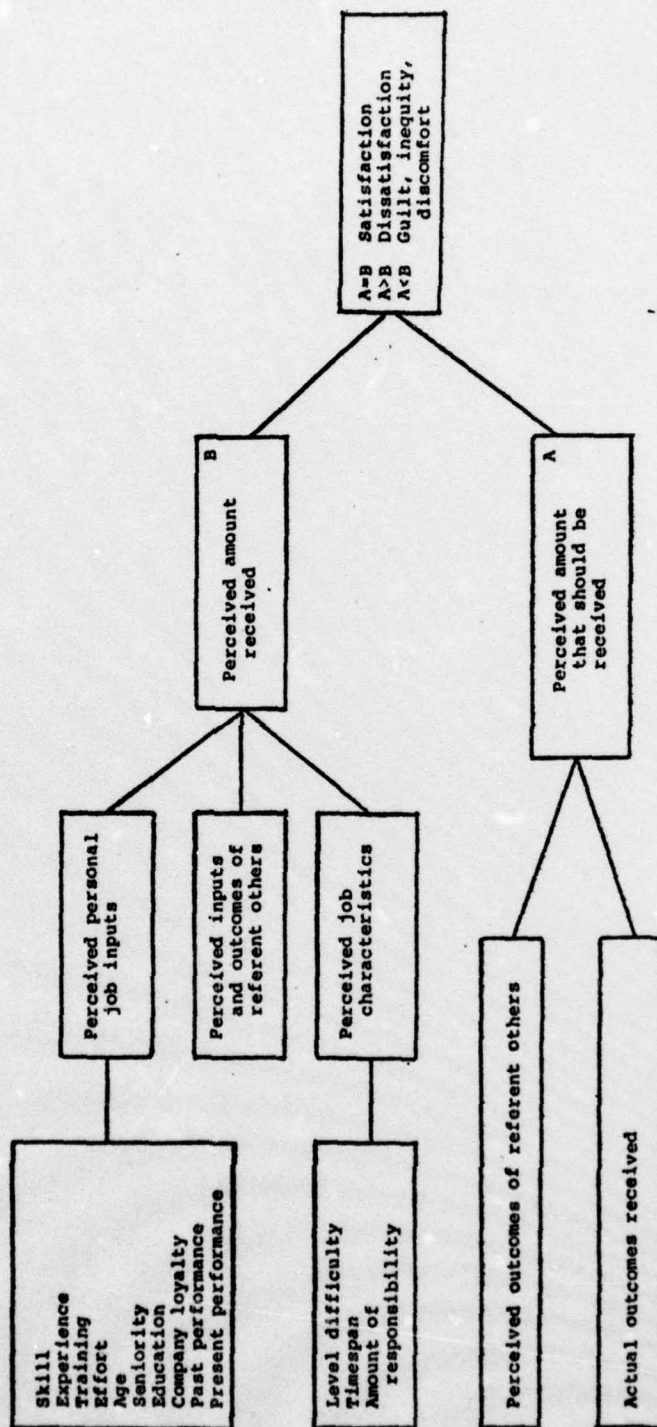 Skill
Experience
Training
Effort
Age
Seniority
Education
Company loyalty
Past performance
Present performance
Level difficulty
Timespan
Amount of
responsibility
Perceived outcomes of referent others
Actual outcomes received
Perceived personal
job inputs
Perceived inputs
and outcomes of
referent others
Perceived job
characteristics
B
Perceived amount
received
A
Perceived amount
that should be
received
A=B Satisfaction
A>B Dissatisfaction
A<B Guilt, inequity,
discomfort